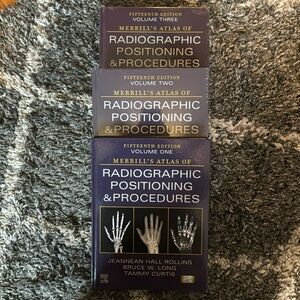 FIFTEENTH EDITION
VOLUME THREE
MERRILL'S ATLAS OF
RADIOGRAPHIC
POSITIONING
& PROCEDURES
FIFTEENTH EDITION
VOLUME TWO
MERRILL'S ATLAS OF
RADIOGRAPHIC
POSITIONING
& PROCEDURES
FIFTEENTH EDITION
VOLUME ONE
MERRILL'S ATLAS OF
RADIOGRAPHIC
POSITIONING
& PROCEDURES
JEANNEAN HALL ROLLINS
BRUCE W. LONG
TAMMY CURTIS